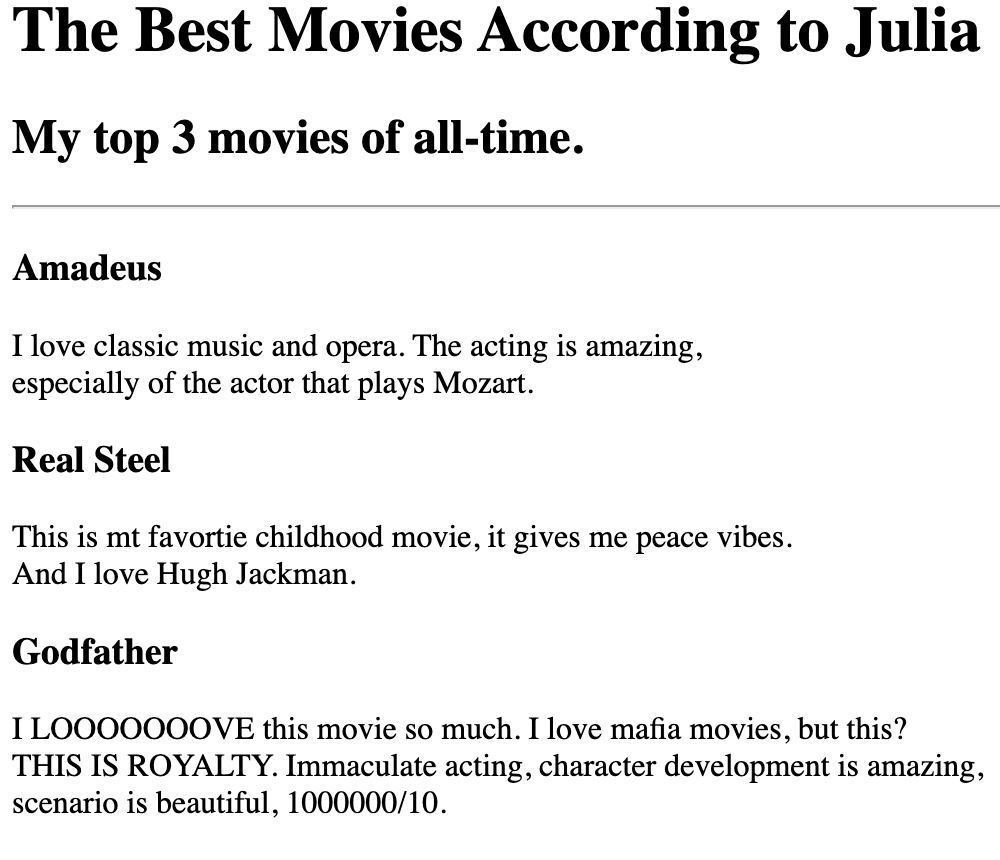 The Best Movies According to Julia
My top 3 movies of all-time.
Amadeus
I love classic music and opera. The acting is amazing,
especially of the actor that plays Mozart.
Real Steel
This is mt favortie childhood movie, it gives me peace vibes.
And I love Hugh Jackman.
Godfather
I LOOOOOOOVE this movie so much. I love mafia movies, but this?
THIS IS ROYALTY. Immaculate acting, character development is amazing,
scenario is beautiful, 1000000/10.